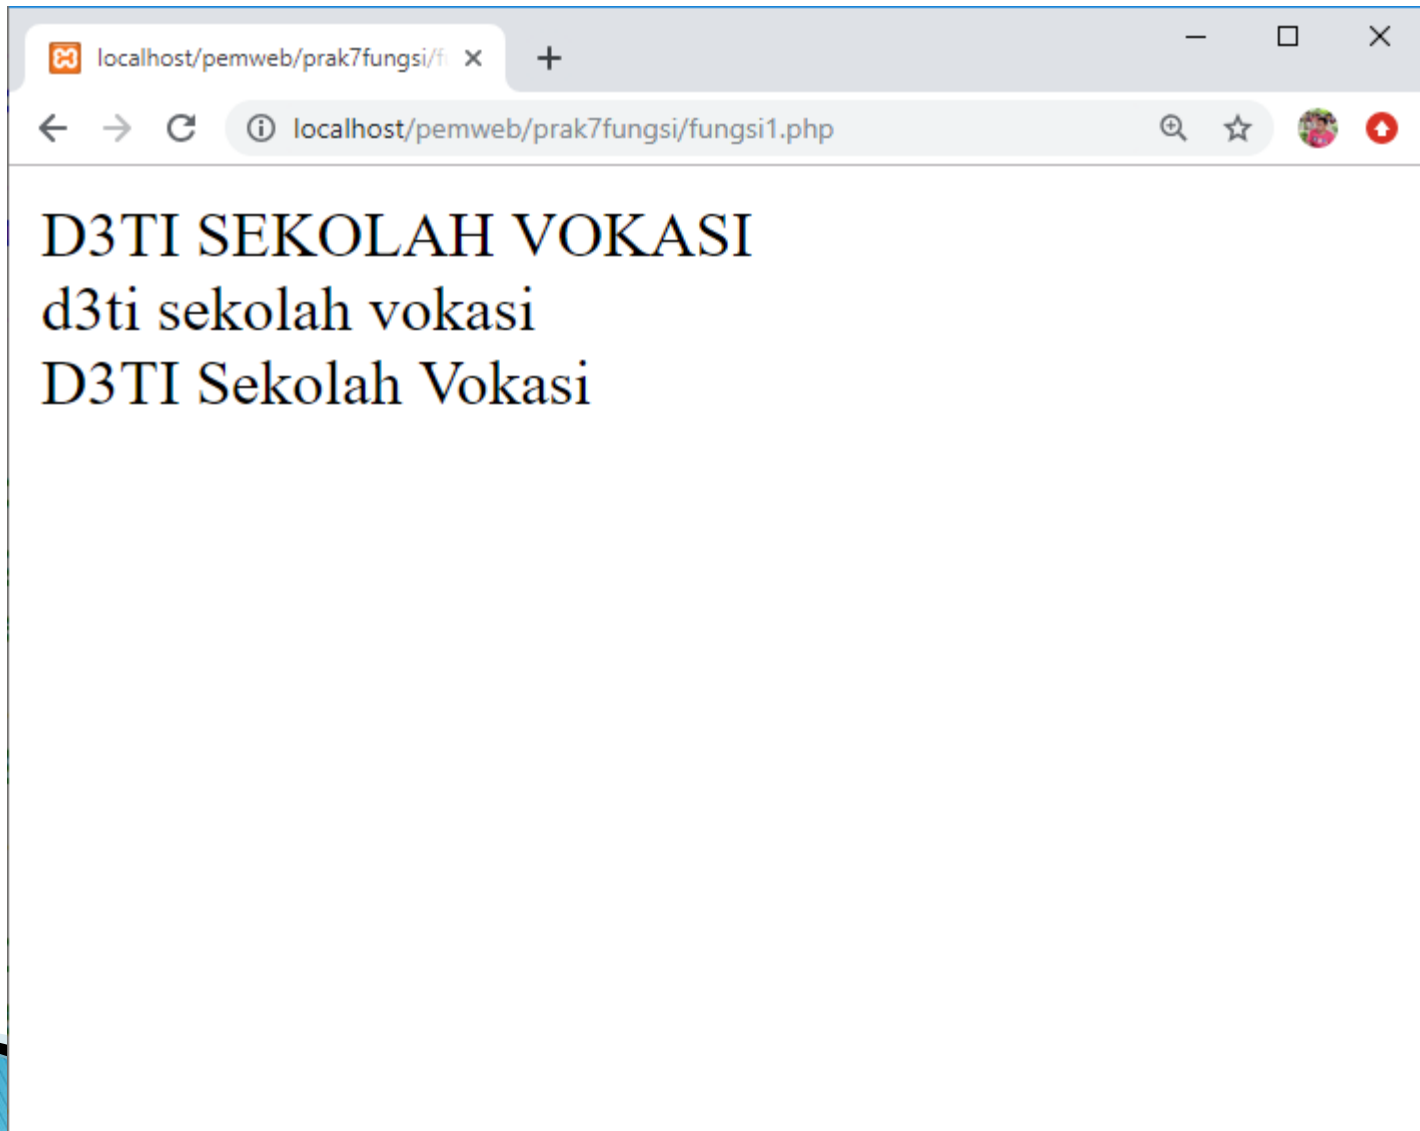 localhost/pemweb/prak7fungsi/f
localhost/pemweb/prak7fungsi/fungsi1.php
D3TI SEKOLAH VOKASI
d3ti sekolah vokasi
D3TI Sekolah Vokasi